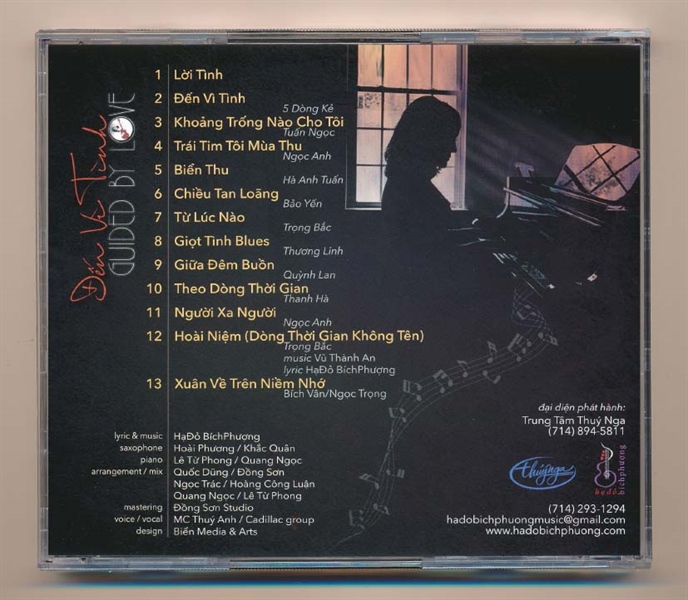 Đến Vì Tình
GUIDED BY LOVE
1 Lời Tình
2 Đến Vì Tình
5 Dòng Kẻ
3 Khoảng Trống Nào Cho Tôi
Tuấn Ngọc
4 Trái Tim Tôi Mùa Thu
Ngọc Anh
5 Biển Thu
Hà Anh Tuấn
6 Chiều Tan Loãng
Bảo Yến
7 Từ Lúc Nào
Trọng Bắc
8 Giọt Tình Blues
Thương Linh
9 Giữa Đêm Buồn
Quỳnh Lan
10 Theo Dòng Thời Gian
Thanh Hà
11 Người Xa Người
Ngọc Anh
12 Hoài Niệm (Dòng Thời Gian Không Tên)
Trọng Bắc
music Vũ Thành An
lyric HạĐỏ BíchPhượng
13 Xuân Về Trên Niềm Nhớ
Bích Vân/Ngọc Trọng
lyric & music HạĐỏ BíchPhượng
saxophone Hoài Phương / Khắc Quân
piano Lê Từ Phong / Quang Ngọc
arrangement / mix Quốc Dũng / Đồng Sơn
Ngọc Trác / Hoàng Công Luận
Quang Ngọc / Lê Từ Phong
mastering Đồng Sơn Studio
voice / vocal MC Thuý Anh / Cadillac group
design Biển Media & Arts
đại diện phát hành:
Trung Tâm Thuý Nga
(714) 894-5811
Thúy Nga
hạđỏ
bíchphượng
(714) 293-1294
hadobichphuongmusic@gmail.com
www.hadobichphuong.com